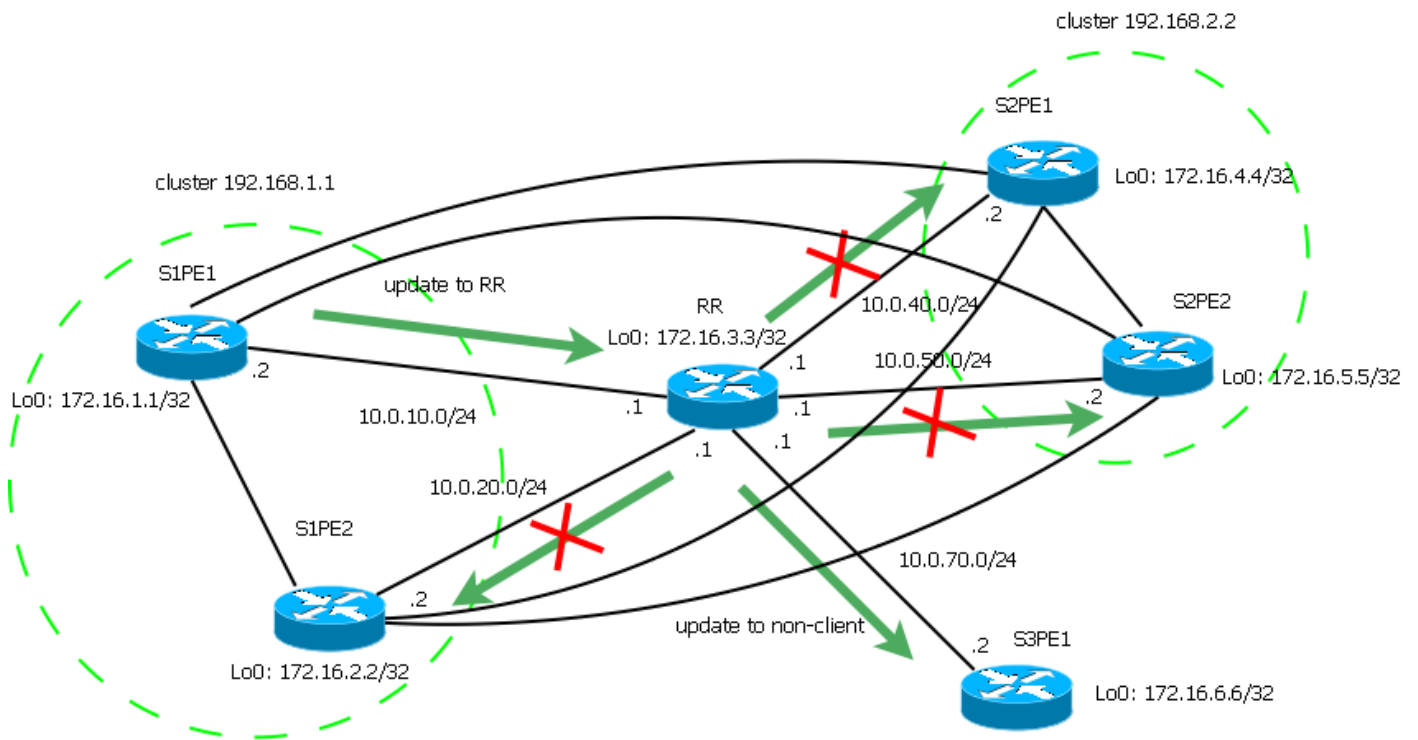 cluster 192.168.2.2
S2PE1
cluster 192.168.1.1
Lo0: 172.16.4.4/32
.2
S1PE1
update to RR
RR
10.0.40.0/24
S2PE2
Lo0: 172.16.3.3/32
10.0.50.0/24
.1
.2
Lo0: 172.16.5.5/32
Lo0: 172.16.1.1/32
.2
.1
.1
10.0.10.0/24
.1
.1
10.0.20.0/24
S1PE2
10.0.70.0/24
.2
update to non-client
.2
S3PE1
Lo0: 172.16.2.2/32
Lo0: 172.16.6.6/32